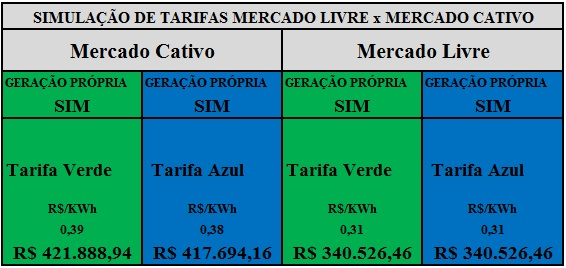 SIMULAÇÃO DE TARIFAS MERCADO LIVRE x MERCADO CATIVO
Mercado Cativo Mercado Livre
GERAÇÃO PRÓPRIA GERAÇÃO PRÓPRIA GERAÇÃO PRÓPRIA GERAÇÃO PRÓPRIA
SIM SIM SIM SIM
Tarifa Verde Tarifa Azul Tarifa Verde Tarifa Azul
R$/KWh R$/KWh R$/KWh R$/KWh
0,39 0,38 0,31 0,31
R$ 421.888,94 R$ 417.694,16 R$ 340.526,46 R$ 340.526,46